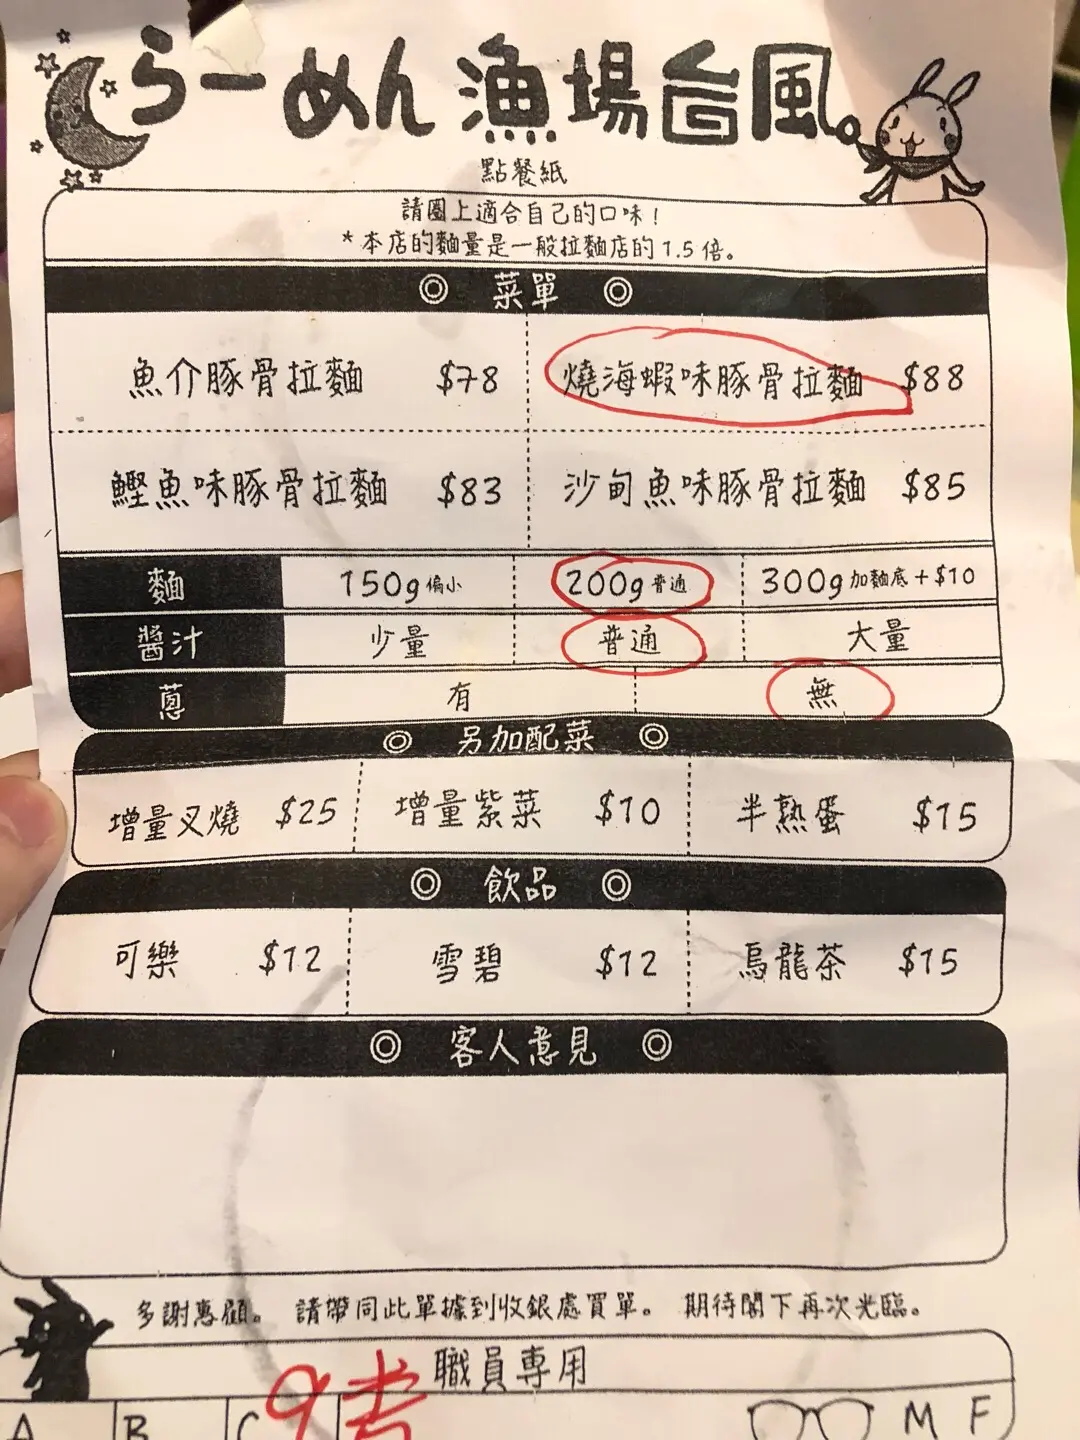 らーめん 漁場台風。
點餐紙
請圈上適合自己的口味！
*本店的麵量是一般拉麵店的1.5倍。
◎ 菜單 ◎
魚介豚骨拉麵 $78 燒海蝦味豚骨拉麵 $88
鰹魚味豚骨拉麵 $83 沙甸魚味豚骨拉麵 $85
麵 150g偏小 200g普通 300g加麵底+$10
醬汁 少量 普通 大量
蔥 有 無
◎ 另加配菜 ◎
增量叉燒 $25 增量紫菜 $10 半熟蛋 $15
◎ 飲品 ◎
可樂 $12 雪碧 $12 烏龍茶 $15
◎ 客人意見 ◎
多謝惠顧。 請帶同此單據到收銀處買單。 期待閣下再次光臨。
職員專用
A B C 9 M F